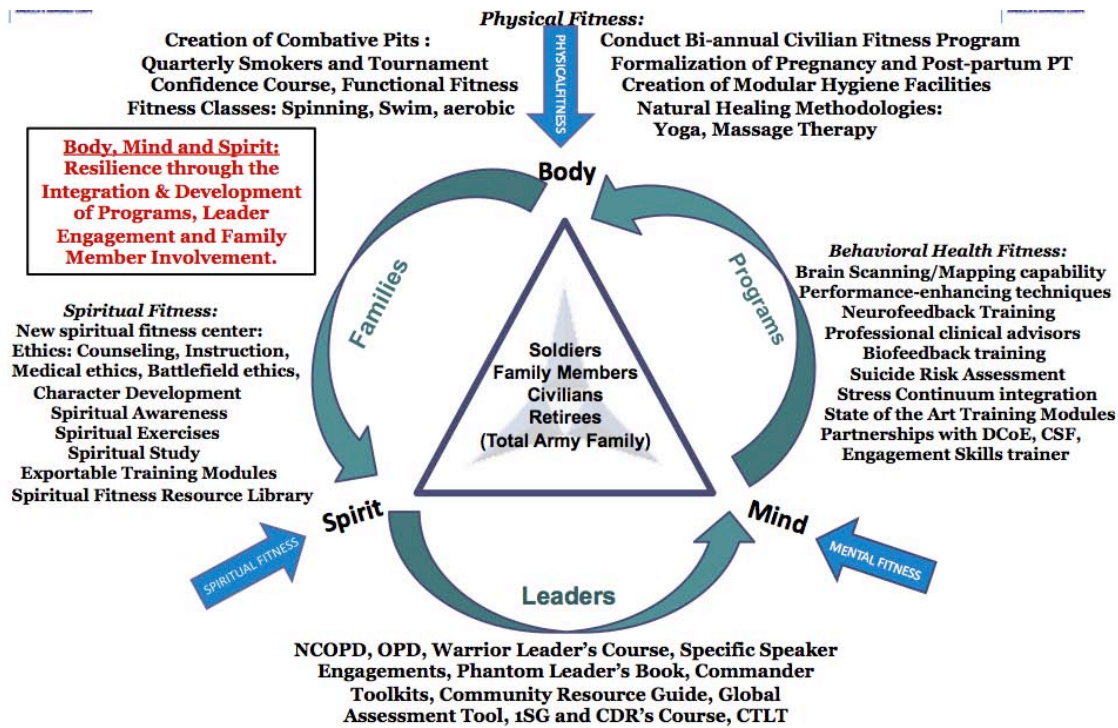 Physical Fitness:
Creation of Combative Pits :
Quarterly Smokers and Tournament
Confidence Course, Functional Fitness
Fitness Classes: Spinning, Swim, aerobic
PHYSICALFITNESS
Conduct Bi-annual Civilian Fitness Program
Formalization of Pregnancy and Post-partum PT
Creation of Modular Hygiene Facilities
Natural Healing Methodologies:
Yoga, Massage Therapy
Body, Mind and Spirit:
Resilience through the
Integration & Development
of Programs, Leader
Engagement and Family
Member Involvement.
Body
Families
Programs
Behavioral Health Fitness:
Brain Scanning/Mapping capability
Performance-enhancing techniques
Neurofeedback Training
Professional clinical advisors
Biofeedback training
Suicide Risk Assessment
Stress Continuum integration
State of the Art Training Modules
Partnerships with DCoE, CSF,
Engagement Skills trainer
Spiritual Fitness:
New spiritual fitness center:
Ethics: Counseling, Instruction,
Medical ethics, Battlefield ethics,
Character Development
Spiritual Awareness
Spiritual Exercises
Spiritual Study
Exportable Training Modules
Spiritual Fitness Resource Library
Soldiers
Family Members
Civilians
Retirees
(Total Army Family)
Spirit
Mind
SPIRITUAL FITNESS
MENTAL FITNESS
Leaders
NCOPD, OPD, Warrior Leader's Course, Specific Speaker
Engagements, Phantom Leader's Book, Commander
Toolkits, Community Resource Guide, Global
Assessment Tool, 1SG and CDR's Course, CTLT